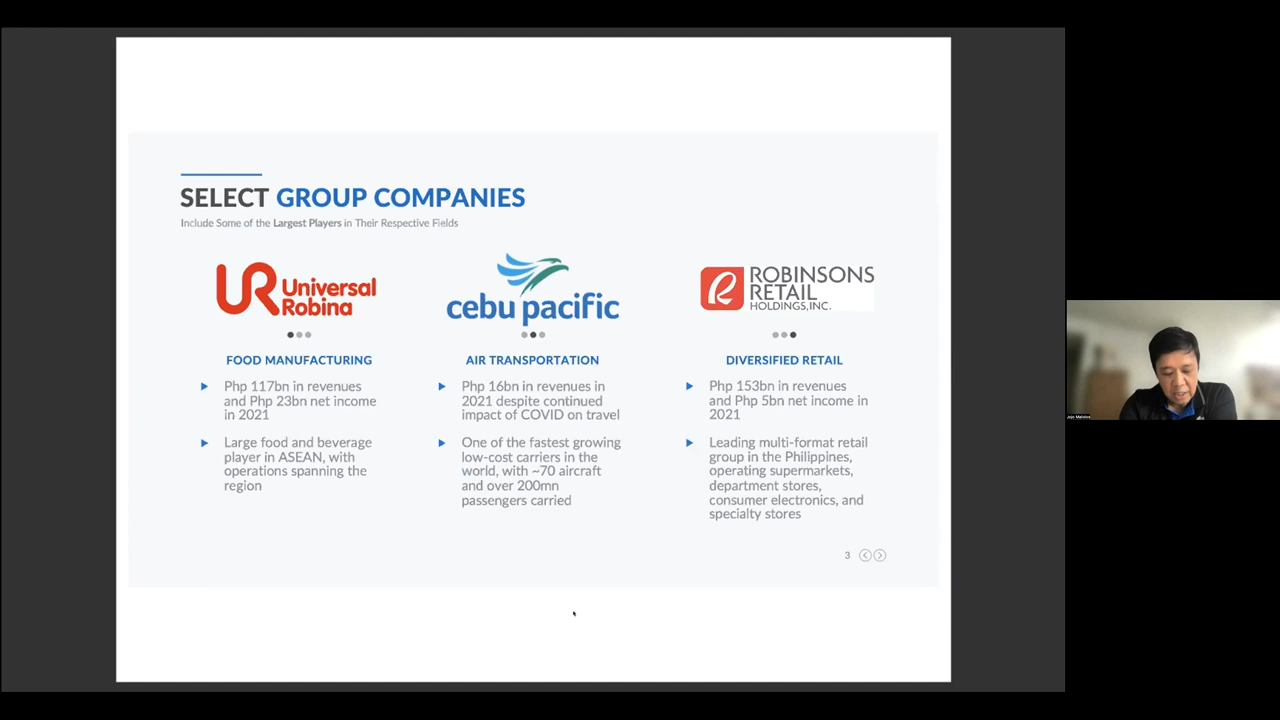 SELECT GROUP COMPANIES
Include Some of the Largest Players in Their Respective Fields
UR Universal
Robina
FOOD MANUFACTURING
Php 117bn in revenues
and Php 23bn net income
in 2021
Large food and beverage
player in ASEAN, with
operations spanning the
region
cebu pacific
AIR TRANSPORTATION
Php 16bn in revenues in
2021 despite continued
impact of COVID on travel
One of the fastest growing
low-cost carriers in the
world, with ~70 aircraft
and over 200mn
passengers carried
R ROBINSONS
RETAIL
HOLDINGS,INC.
DIVERSIFIED RETAIL
Php 153bn in revenues
and Php 5bn net income in
2021
Leading multi-format retail
group in the Philippines,
operating supermarkets,
department stores,
consumer electronics, and
specialty stores
3